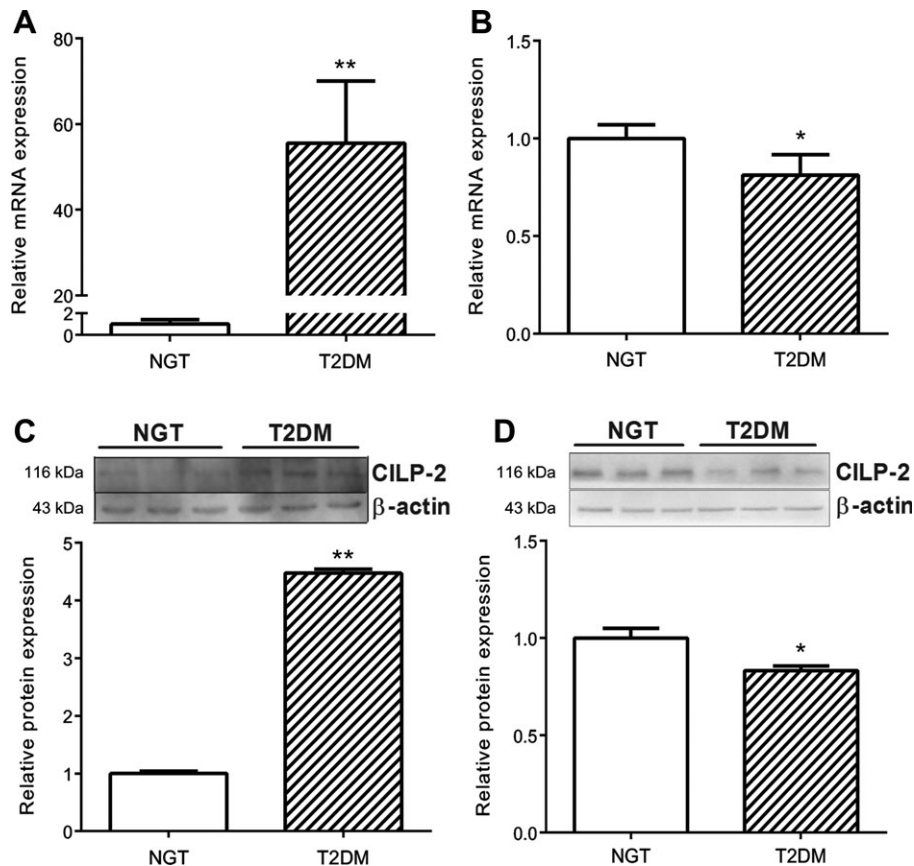 A
Relative mRNA expression
80
60
40
20
2
0
**
NGT
T2DM
B
Relative mRNA expression
1.5
1.0
0.5
0.0
*
NGT
T2DM
C
NGT
T2DM
116 kDa
CILP-2
43 kDa
β-actin
Relative protein expression
5
4
3
2
1
0
**
NGT
T2DM
D
NGT
T2DM
116 kDa
CILP-2
43 kDa
β-actin
Relative protein expression
1.5
1.0
0.5
0.0
*
NGT
T2DM